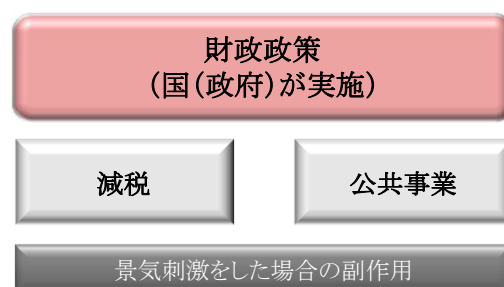 財政政策
（国（政府）が実施）
減税
公共事業
景気刺激をした場合の副作用